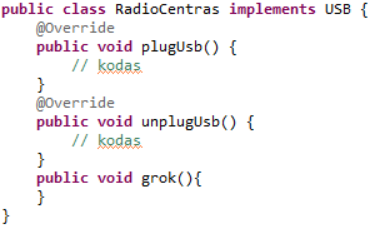 public class RadioCentras implements USB {
    @Override
    public void plugUsb() {
        // kodas
    }
    @Override
    public void unplugUsb() {
        // kodas
    }
    public void grok(){
    }
}